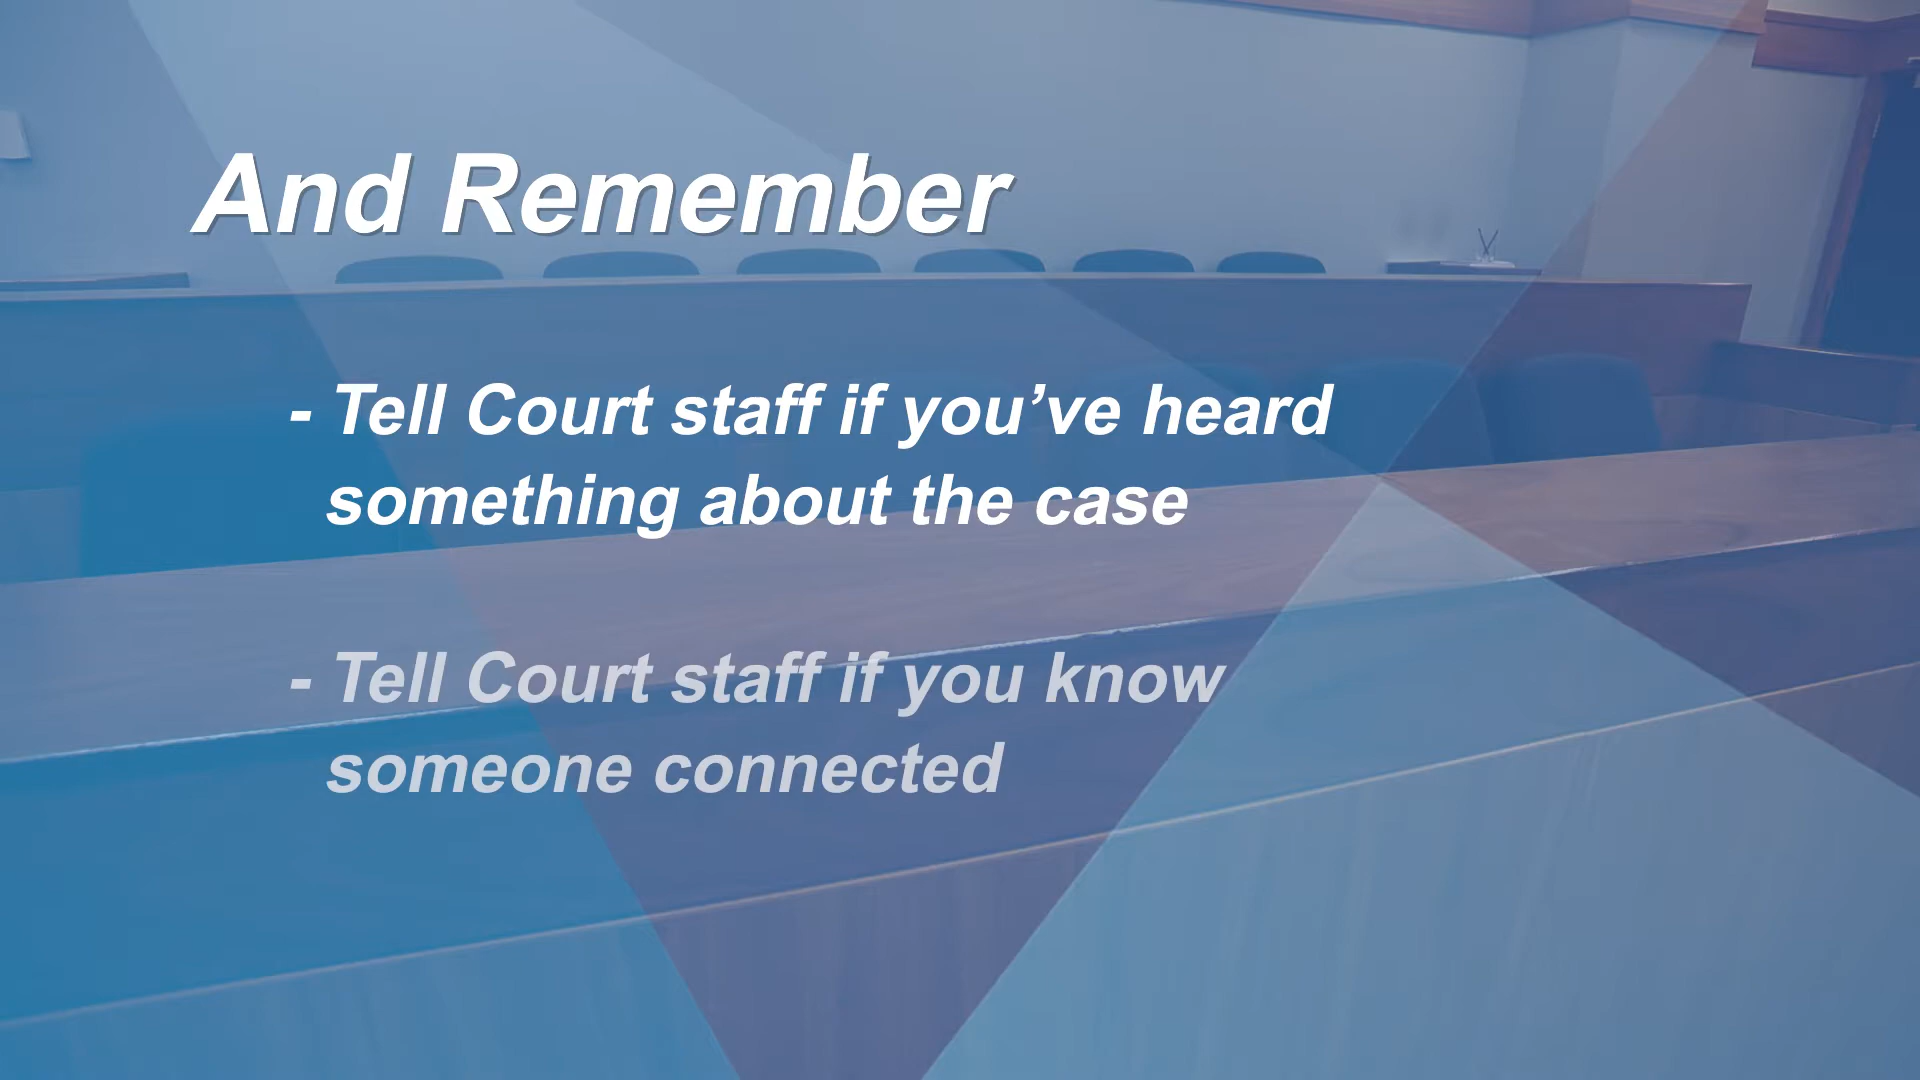 And Remember
- Tell Court staff if you’ve heard
something about the case
- Tell Court staff if you know
someone connected